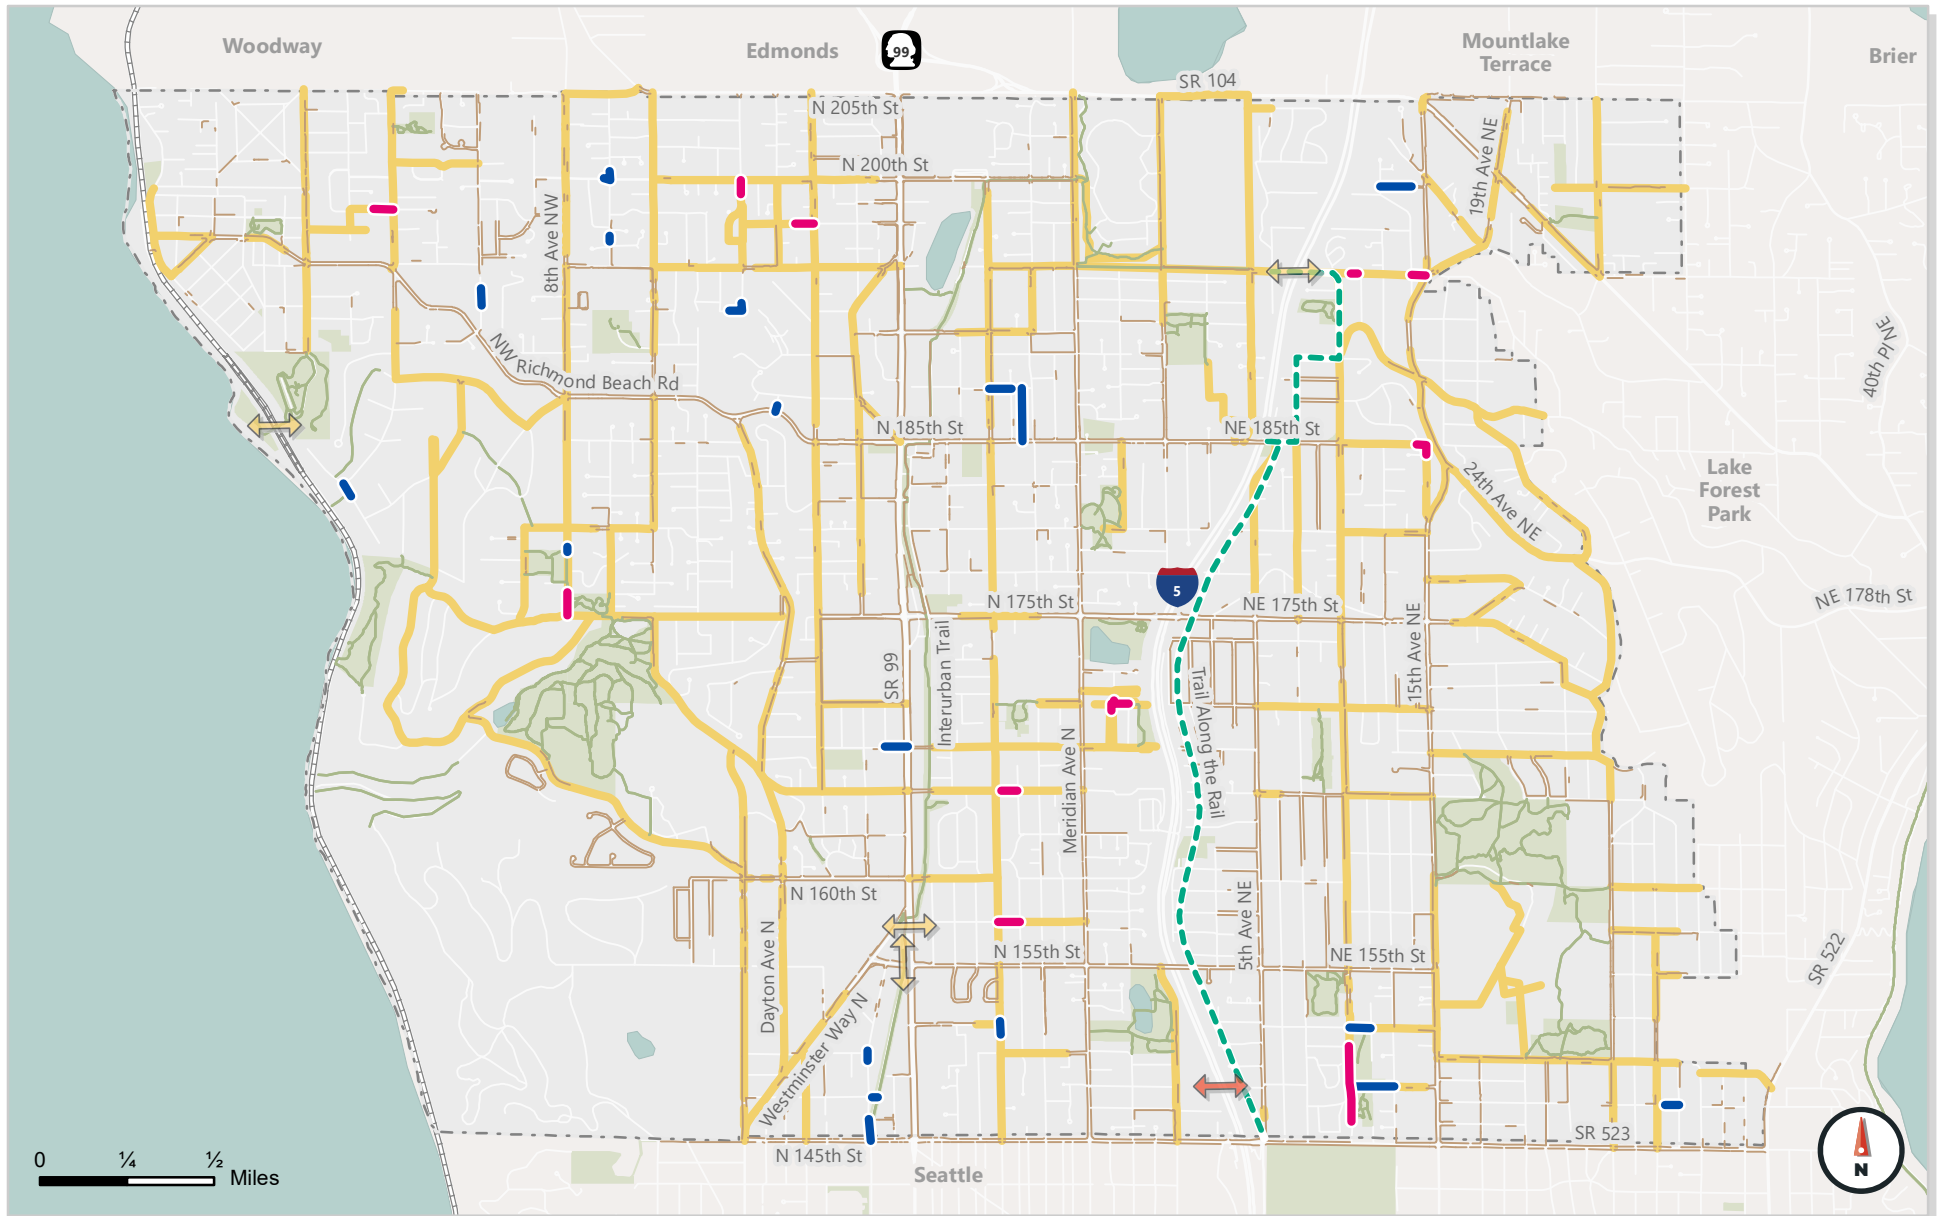 Woodway
Edmonds
99
Mountlake
Terrace
Brier
SR 104
N 205th St
N 200th St
19th Ave NE
8th Ave NW
NW Richmond Beach Rd
40th Pl NE
N 185th St
NE 185th St
24th Ave NE
Lake
Forest
Park
5
N 175th St
NE 175th St
NE 178th St
SR 99
Interurban Trail
15th Ave NE
Trail Along the Rail
Meridian Ave N
N 160th St
5th Ave NE
Dayton Ave N
N 155th St
NE 155th St
SR 522
Westminster Way N
SR 523
N 145th St
Seattle
0 ¼ ½
Miles
N